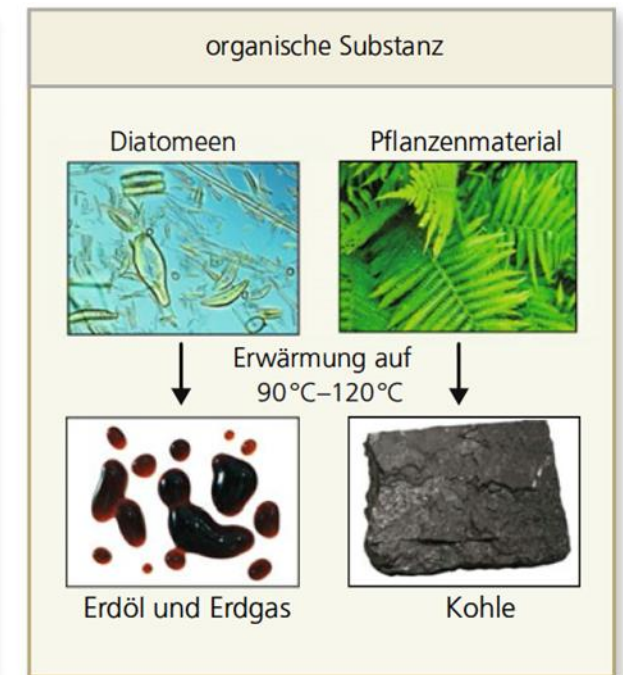 organische Substanz
Diatomeen
Pflanzenmaterial
Erwärmung auf
90°C–120°C
Erdöl und Erdgas
Kohle